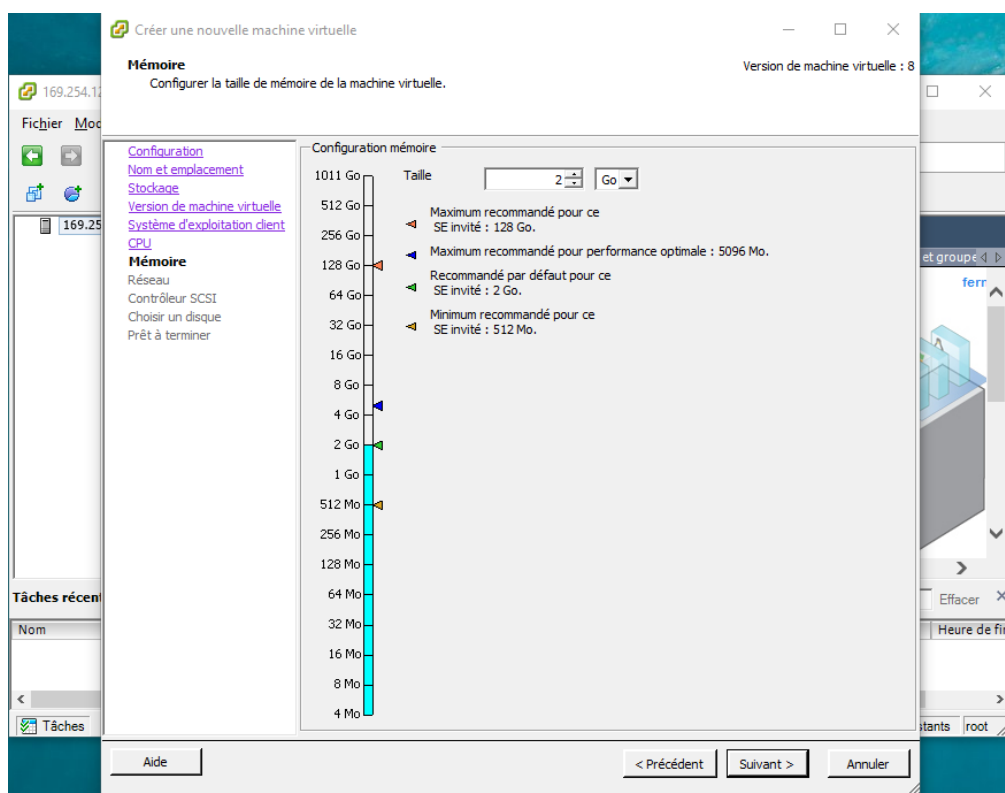 Créer une nouvelle machine virtuelle
Mémoire
Configurer la taille de mémoire de la machine virtuelle.
Version de machine virtuelle : 8
169.254.12
Fichier Mod
169.25
Configuration
Nom et emplacement
Stockage
Version de machine virtuelle
Système d'exploitation client
CPU
Mémoire
Réseau
Contrôleur SCSI
Choisir un disque
Prêt à terminer
Configuration mémoire
Taille 2 Go
1011 Go
512 Go
256 Go
128 Go
64 Go
32 Go
16 Go
8 Go
4 Go
2 Go
1 Go
512 Mo
256 Mo
128 Mo
64 Mo
32 Mo
16 Mo
8 Mo
4 Mo
Maximum recommandé pour ce
SE invité : 128 Go.
Maximum recommandé pour performance optimale : 5096 Mo.
Recommandé par défaut pour ce
SE invité : 2 Go.
Minimum recommandé pour ce
SE invité : 512 Mo.
et groupe
ferr
Tâches récen
Effacer
Nom
Heure de fi
Tâches
stants root
Aide
< Précédent
Suivant >
Annuler